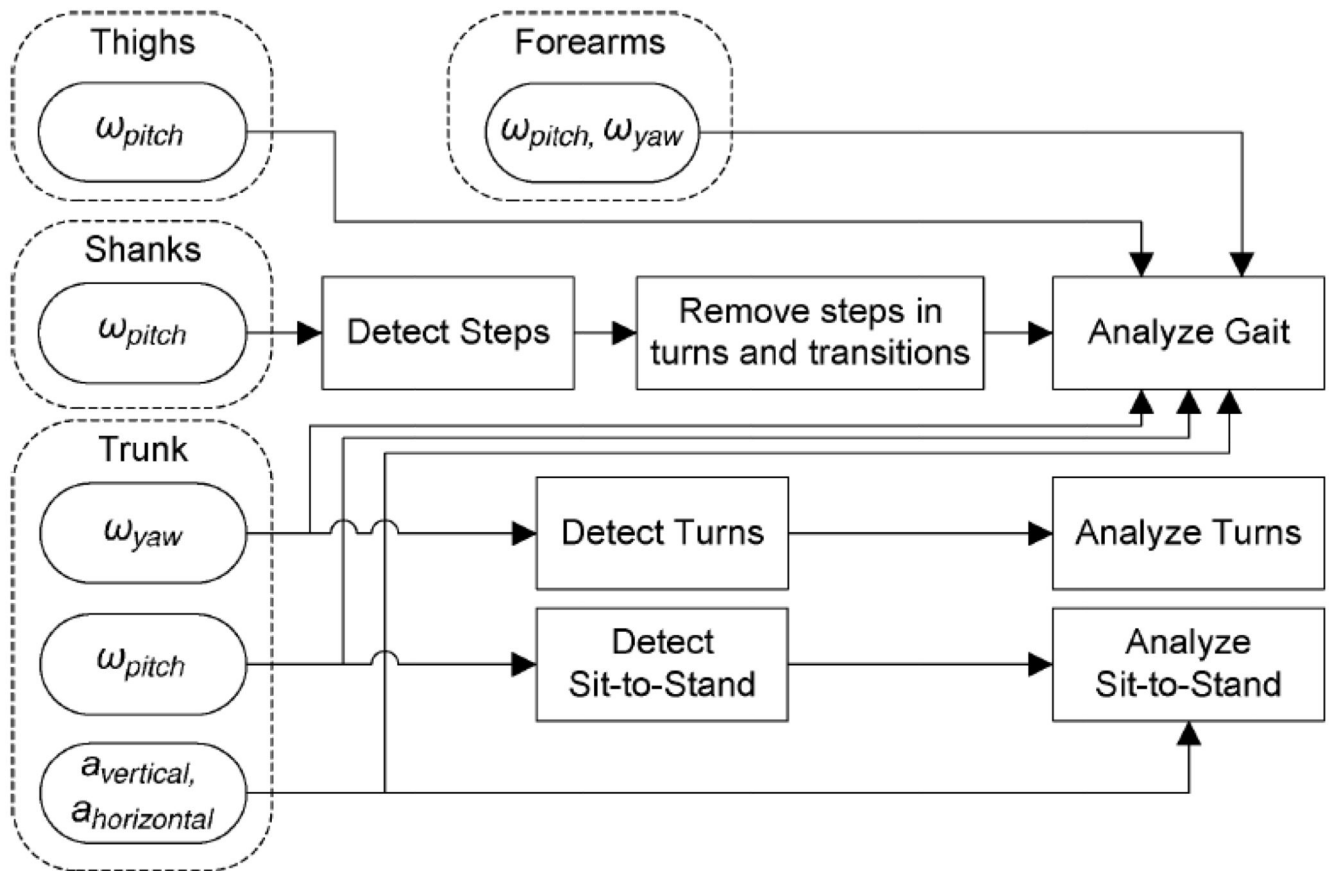 Thighs
ωpitch
Forearms
ωpitch, ωyaw
Shanks
ωpitch
Detect Steps
Remove steps in
turns and transitions
Analyze Gait
Trunk
ωyaw
Detect Turns
Analyze Turns
ωpitch
Detect
Sit-to-Stand
Analyze
Sit-to-Stand
avertical,
ahorizontal